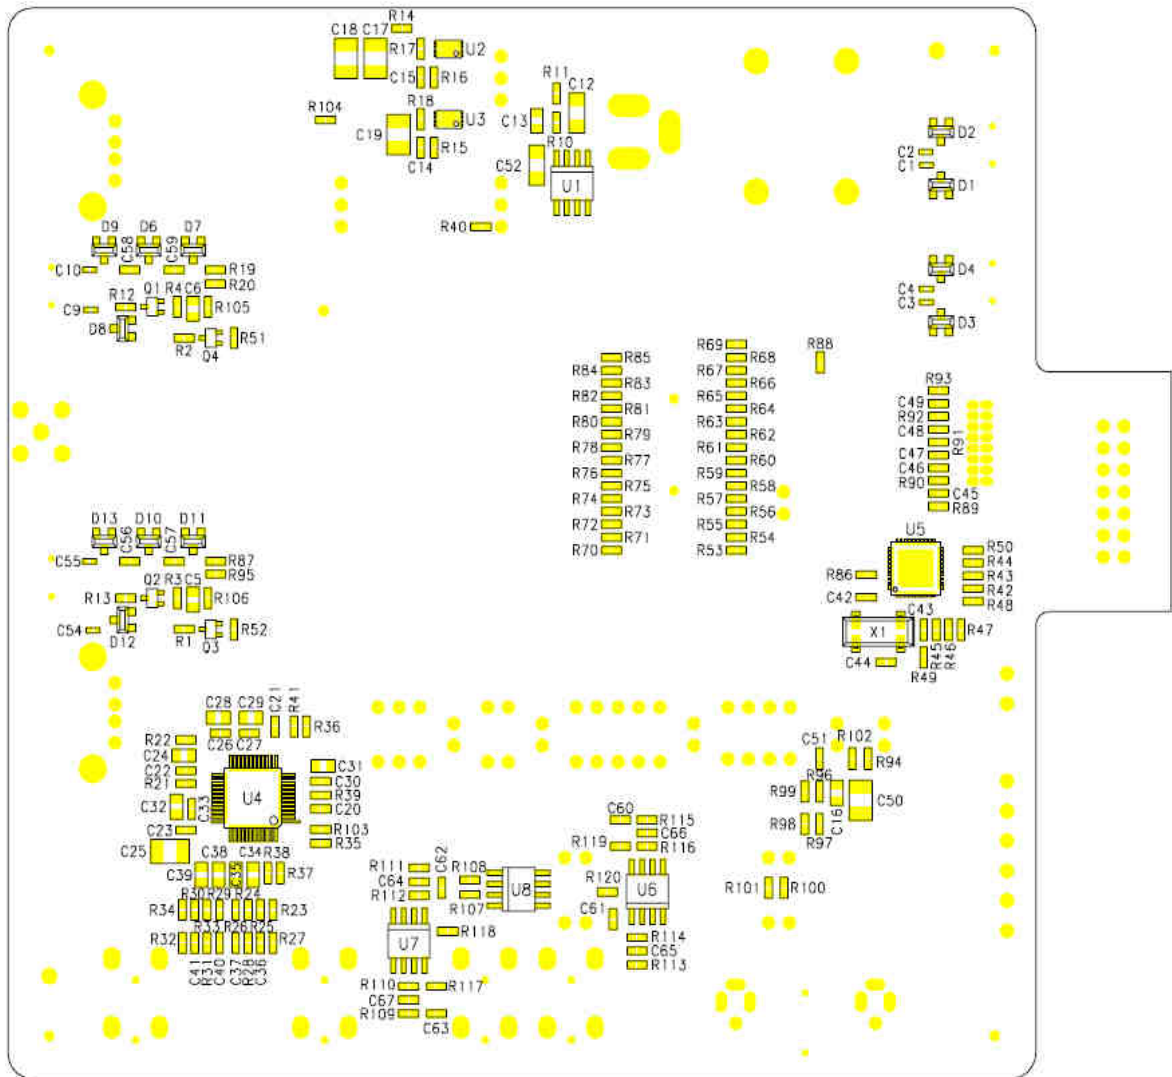 R14
C18 C17
R17 U2
C15 R16
R11 C12
R104
R18
C13
C19 U3
R10
R15
C14
C52
U1
R40
D2
C2
C1
D1
D9 D6 D7
C58 C59
C10 R19
R20
R12 Q1 R4 C6
C9 R105
D8
R2 Q4 R51
D4
C4
C3
D3
R69
R85 R68 R88
R84 R67
R83 R66
R82 R65
R81 R64
R80 R63
R79 R62
R78 R61
R77 R60
R76 R59
R75 R58
R74 R57
R73 R56
R72 R55
R71 R54
R70 R53
R93
C49
R92
C48
R91
C47
C46
R90
C45
R89
U5
R50
R44
R86 R43
R42
C42 R48
C43
X1 R47
C44 R45 R46
R49
D13 D10 D11
C56 C57
C55 R87
R95
Q2 R3 C5
R13 R106
C54 D12
R1 Q3 R52
C28 C29 C21 R41
R36
R22 C26 C27
C24
C22 C31
R21 C30
R39
C32 C33 U4 C20
C23 R103
R35
C25
C39 C38 C35 C34 R38
R37
R30 R29 R24
R34 R23
R33 R26 R25
R32 R27
C41 R31 C40 C37 R28 C36
C51 R102
R94
R96
R99
C16 C50
R98
R97
C60 R115
C66
R119 R116
R111 C62 R108
C64 R120
R112 U8 U6 R101 R100
R107
C61
R118
U7 R114
C65
R113
R110 R117
C67
R109
C63